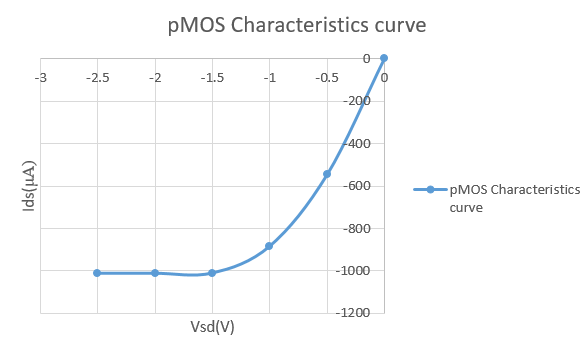 pMOS Characteristics curve
0
-3 -2.5 -2 -1.5 -1 -0.5 0
-200
-400
-600
-800
-1000
-1200
Ids(μA)
Vsd(V)
pMOS Characteristics
curve